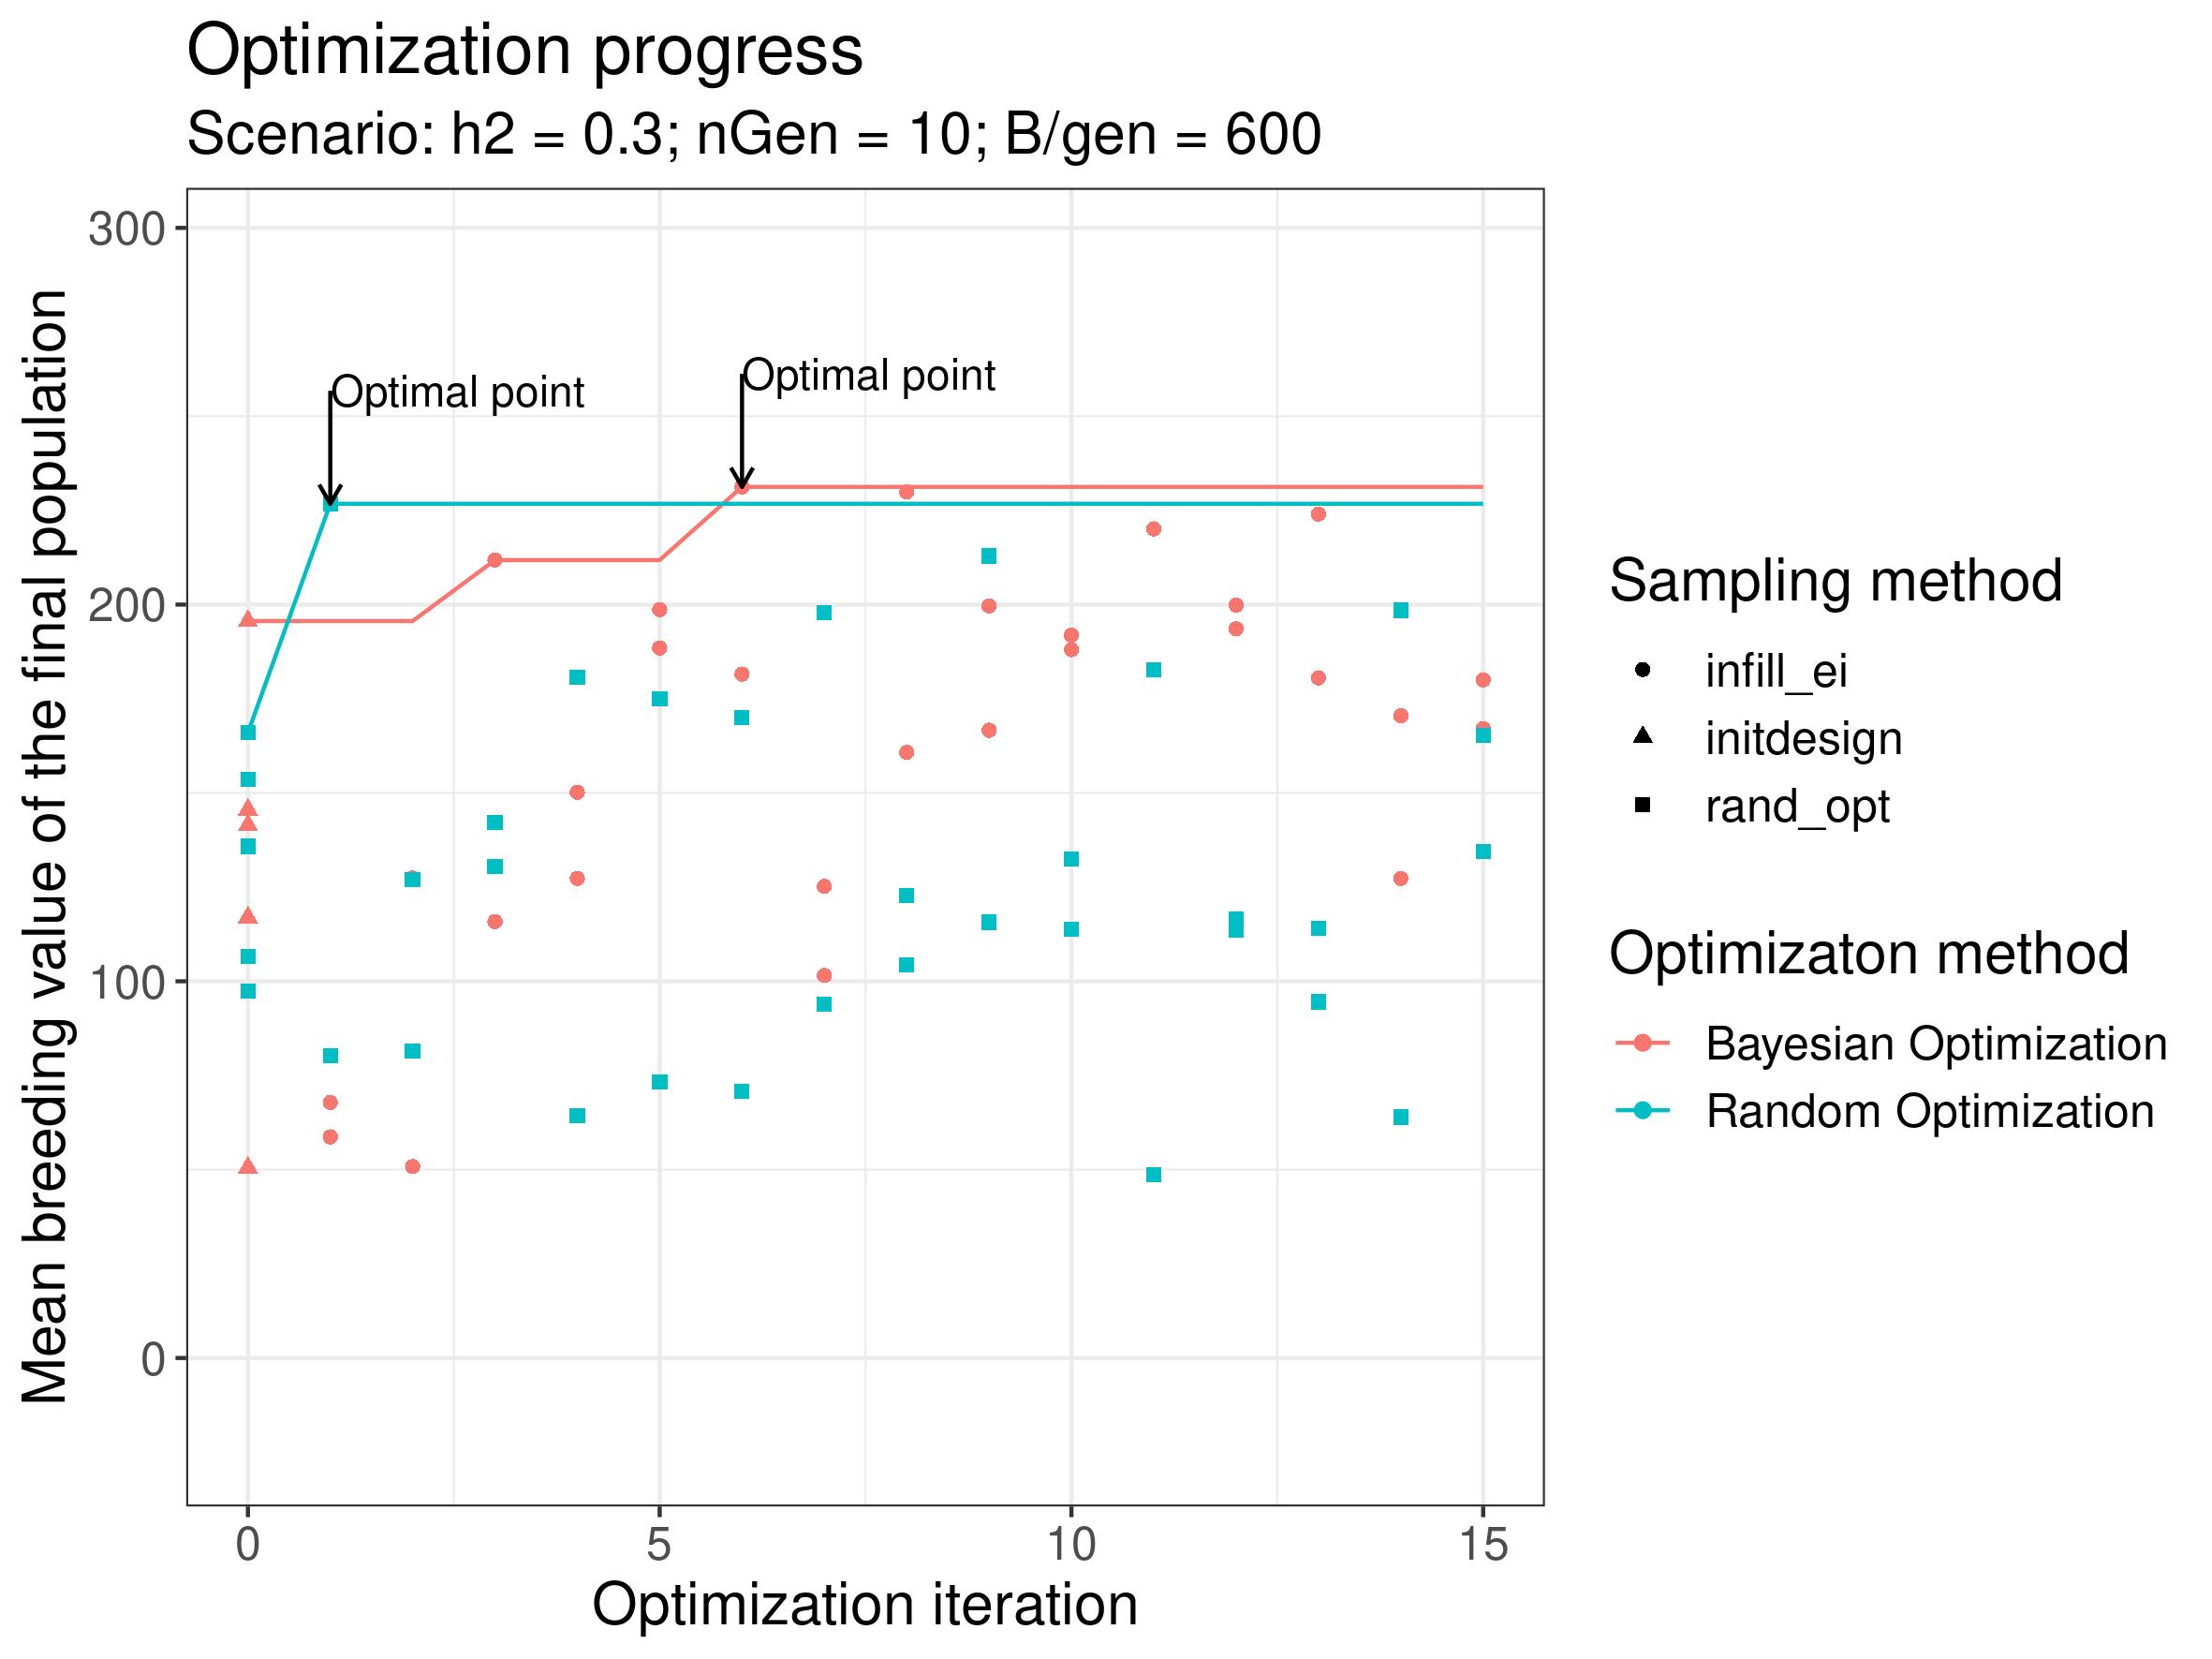 Optimization progress
Scenario: h2 = 0.3; nGen = 10; B/gen = 600
Mean breeding value of the final population
300
200
100
0
Optimal point
Optimal point
0
5
10
15
Optimization iteration
Sampling method
infill_ei
initdesign
rand_opt
Optimizaton method
Bayesian Optimization
Random Optimization